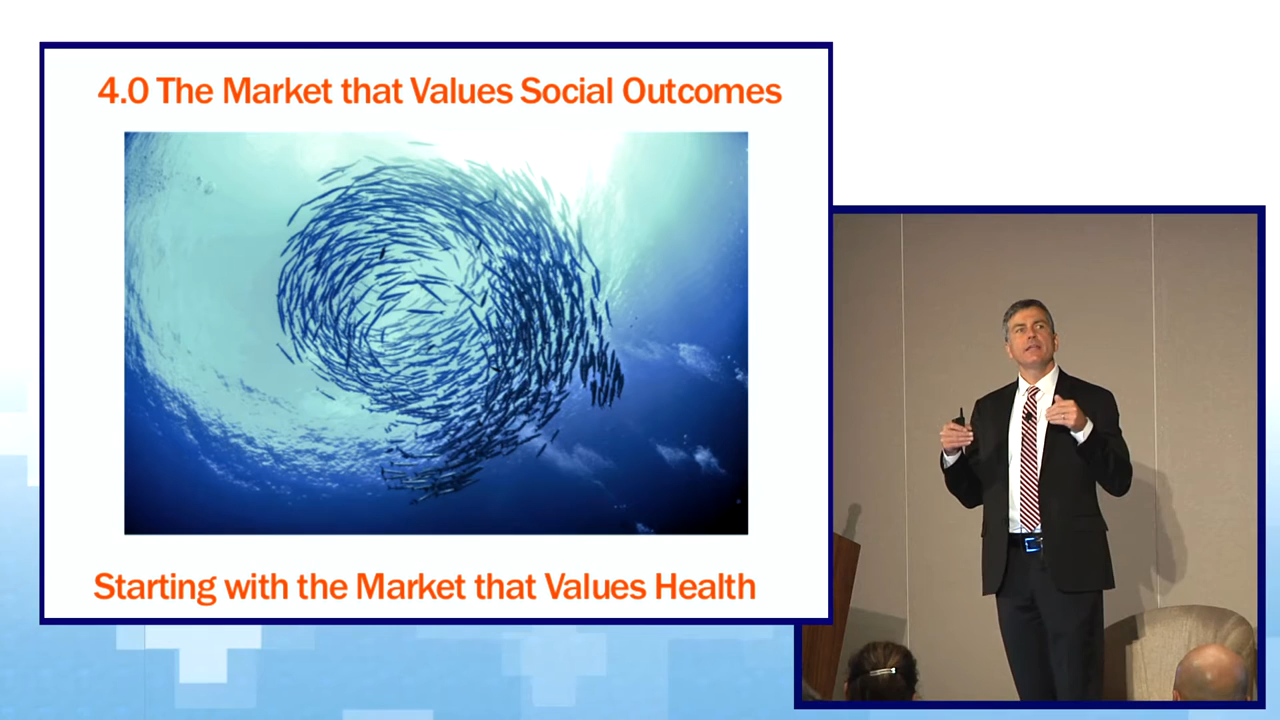 4.0 The Market that Values Social Outcomes
Starting with the Market that Values Health